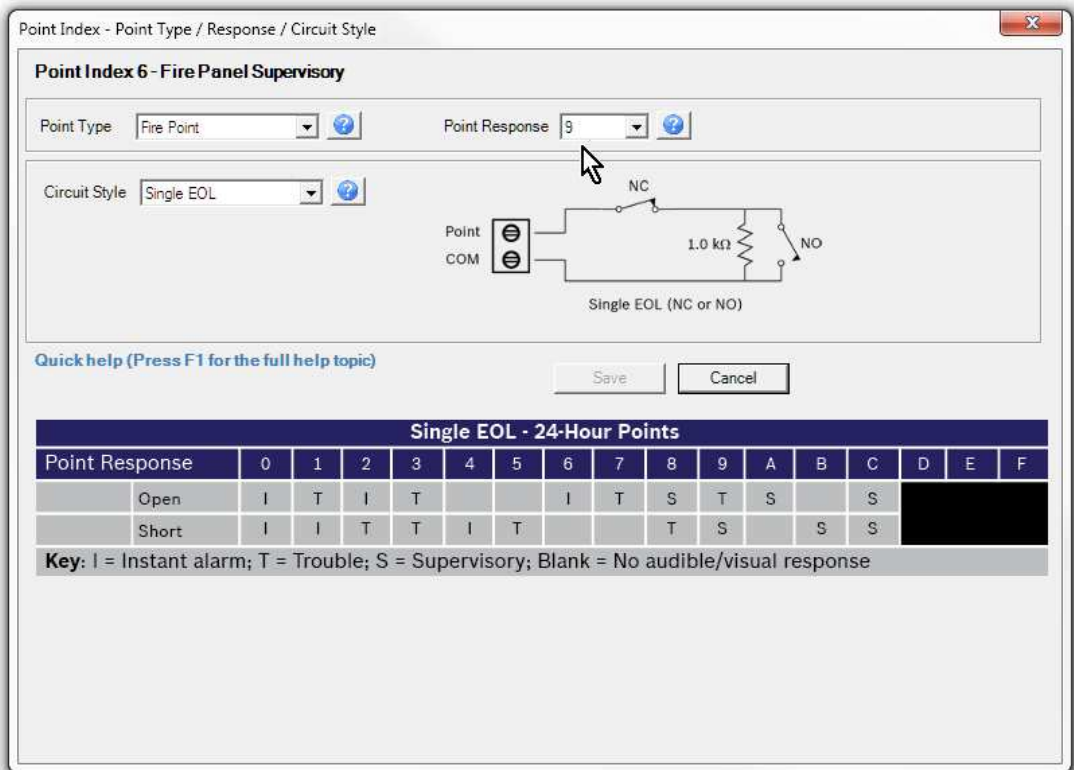 Point Index - Point Type / Response / Circuit Style
Point Index 6 - Fire Panel Supervisory
Point Type Fire Point Point Response 9
Circuit Style Single EOL
NC
Point
1.0 kΩ NO
COM
Single EOL (NC or NO)
Quick help (Press F1 for the full help topic)
Save Cancel
Single EOL - 24-Hour Points
Point Response 0 1 2 3 4 5 6 7 8 9 A B C D E F
Open I T I T I T S T S S
Short I I T T I T T S S S
Key: I = Instant alarm; T = Trouble; S = Supervisory; Blank = No audible/visual response